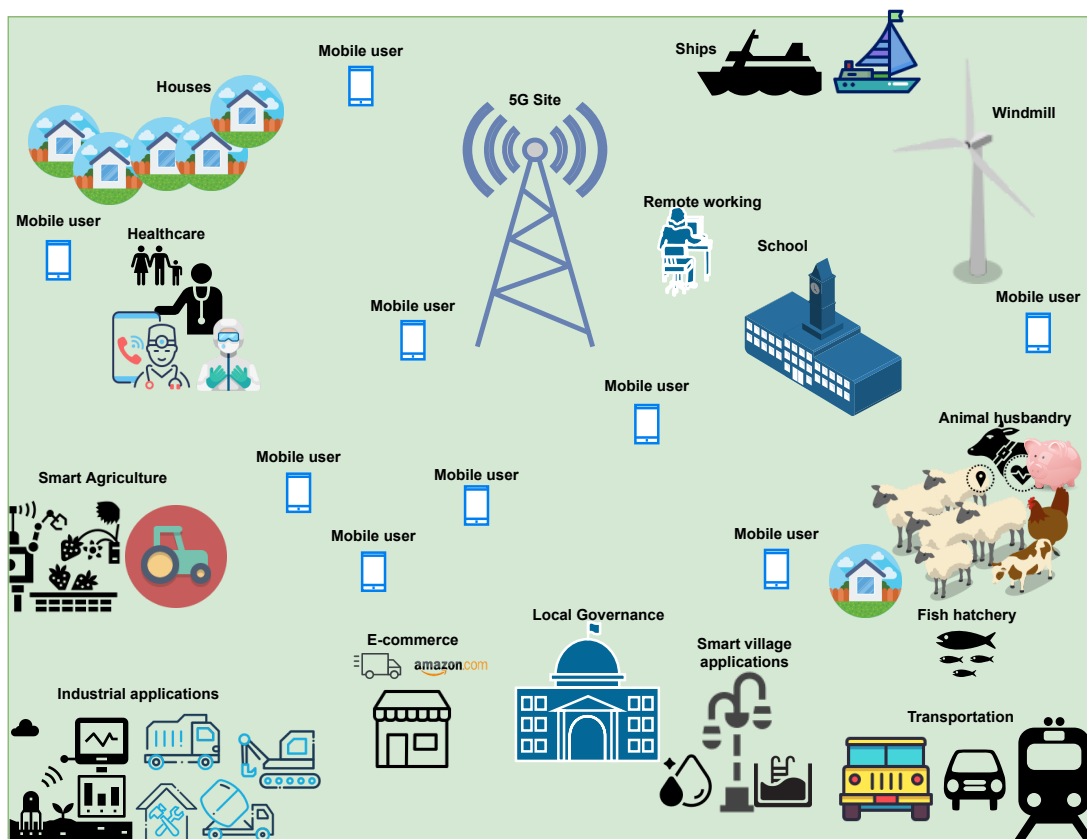 Mobile user
Ships
Houses
5G Site
Windmill
Remote working
Mobile user
Healthcare
School
Mobile user
Mobile user
Mobile user
Animal husbandry
Mobile user
Smart Agriculture
Mobile user
Mobile user
Mobile user
Local Governance
Fish hatchery
E-commerce
amazon.com
Smart village
applications
Industrial applications
Transportation